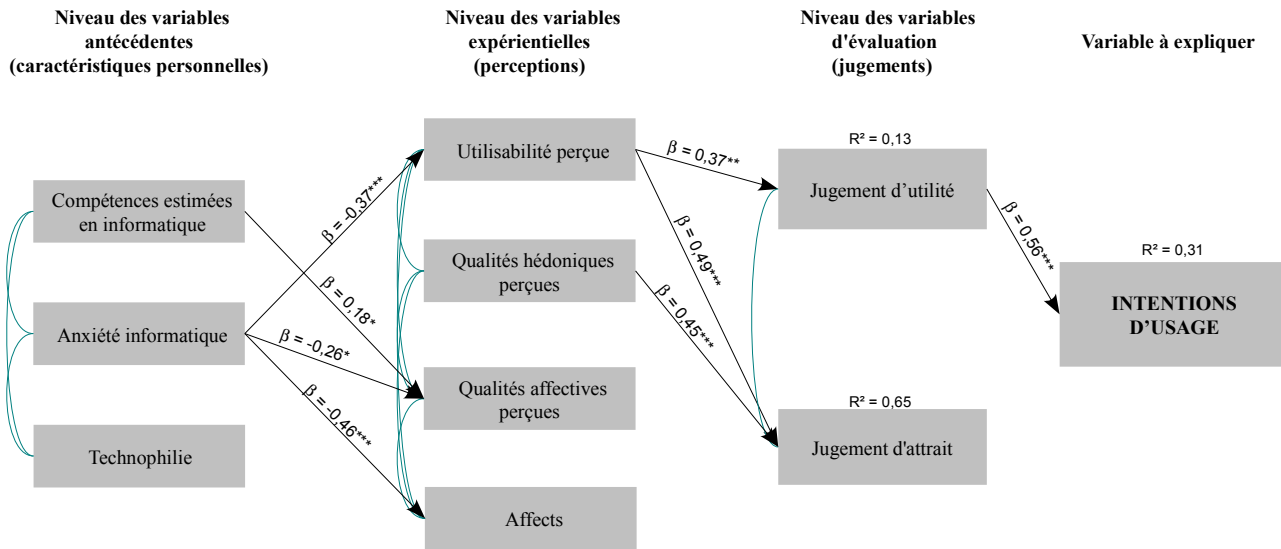 Niveau des variables
antécédentes
(caractéristiques personnelles)
Niveau des variables
expérientielles
(perceptions)
Niveau des variables
d'évaluation
(jugements)
Variable à expliquer
Compétences estimées
en informatique
Anxiété informatique
Technophilie
β = -0,37***
β = 0,18*
β = -0,26*
β = -0,46***
Utilisabilité perçue
Qualités hédoniques
perçues
Qualités affectives
perçues
Affects
β = 0,37**
β = 0,49***
β = 0,45***
R² = 0,13
Jugement d’utilité
R² = 0,65
Jugement d'attrait
β = 0,56***
R² = 0,31
INTENTIONS
D’USAGE